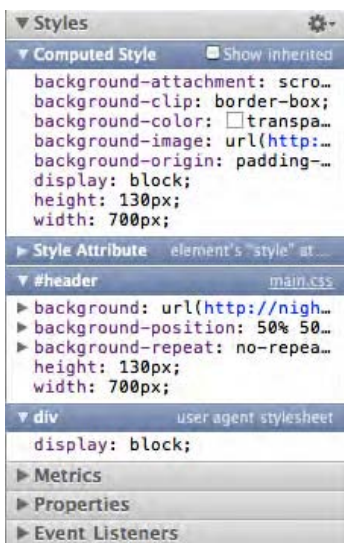 Styles
Computed Style Show inherited
background-attachment: scro…
background-clip: border-box;
background-color: transpa…
background-image: url(http:…
background-origin: padding-…
display: block;
height: 130px;
width: 700px;
Style Attribute element's "style" at …
#header main.css
background: url(http://nigh…
background-position: 50% 50…
background-repeat: no-repea…
height: 130px;
width: 700px;
div user agent stylesheet
display: block;
Metrics
Properties
Event Listeners